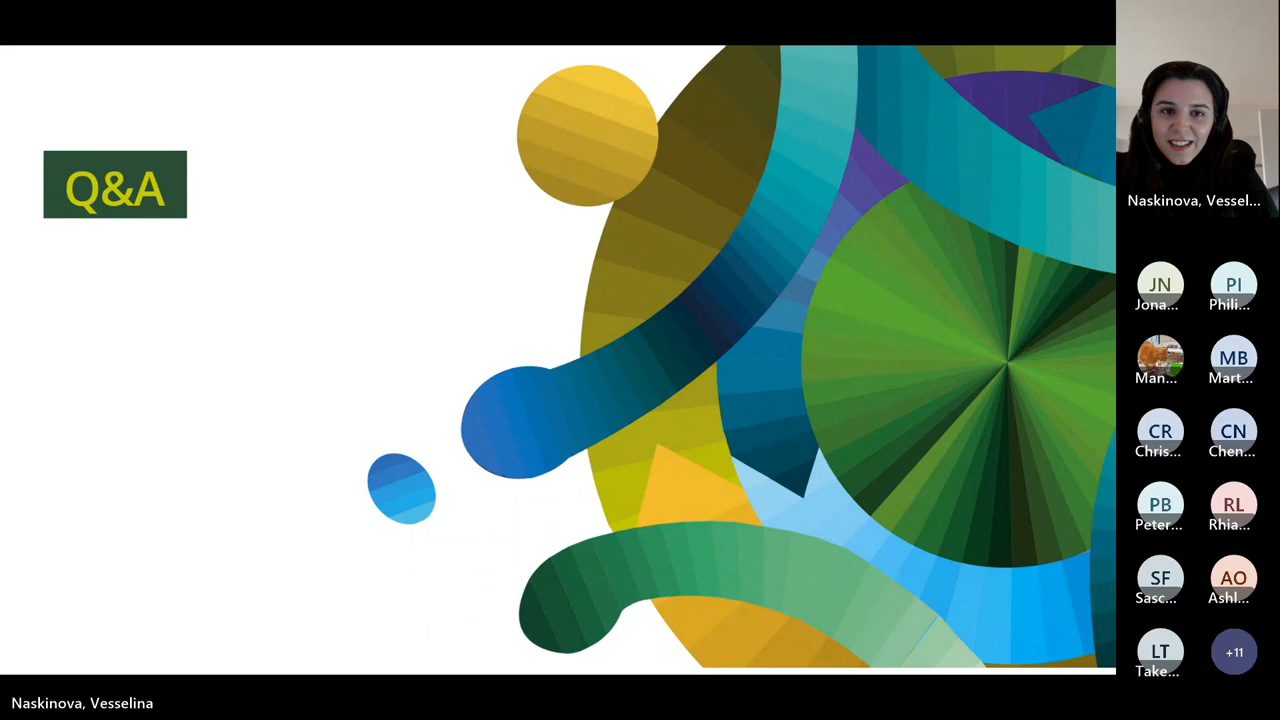 Q&A
Naskinova, Vessel...
JN
PI
Jona...
Phili...
MB
Man...
Mart...
CR
CN
Chris...
Chen...
PB
RL
Peter...
Rhia...
SF
AO
Sasc...
Ashl...
LT
+11
Take...
Naskinova, Vesselina